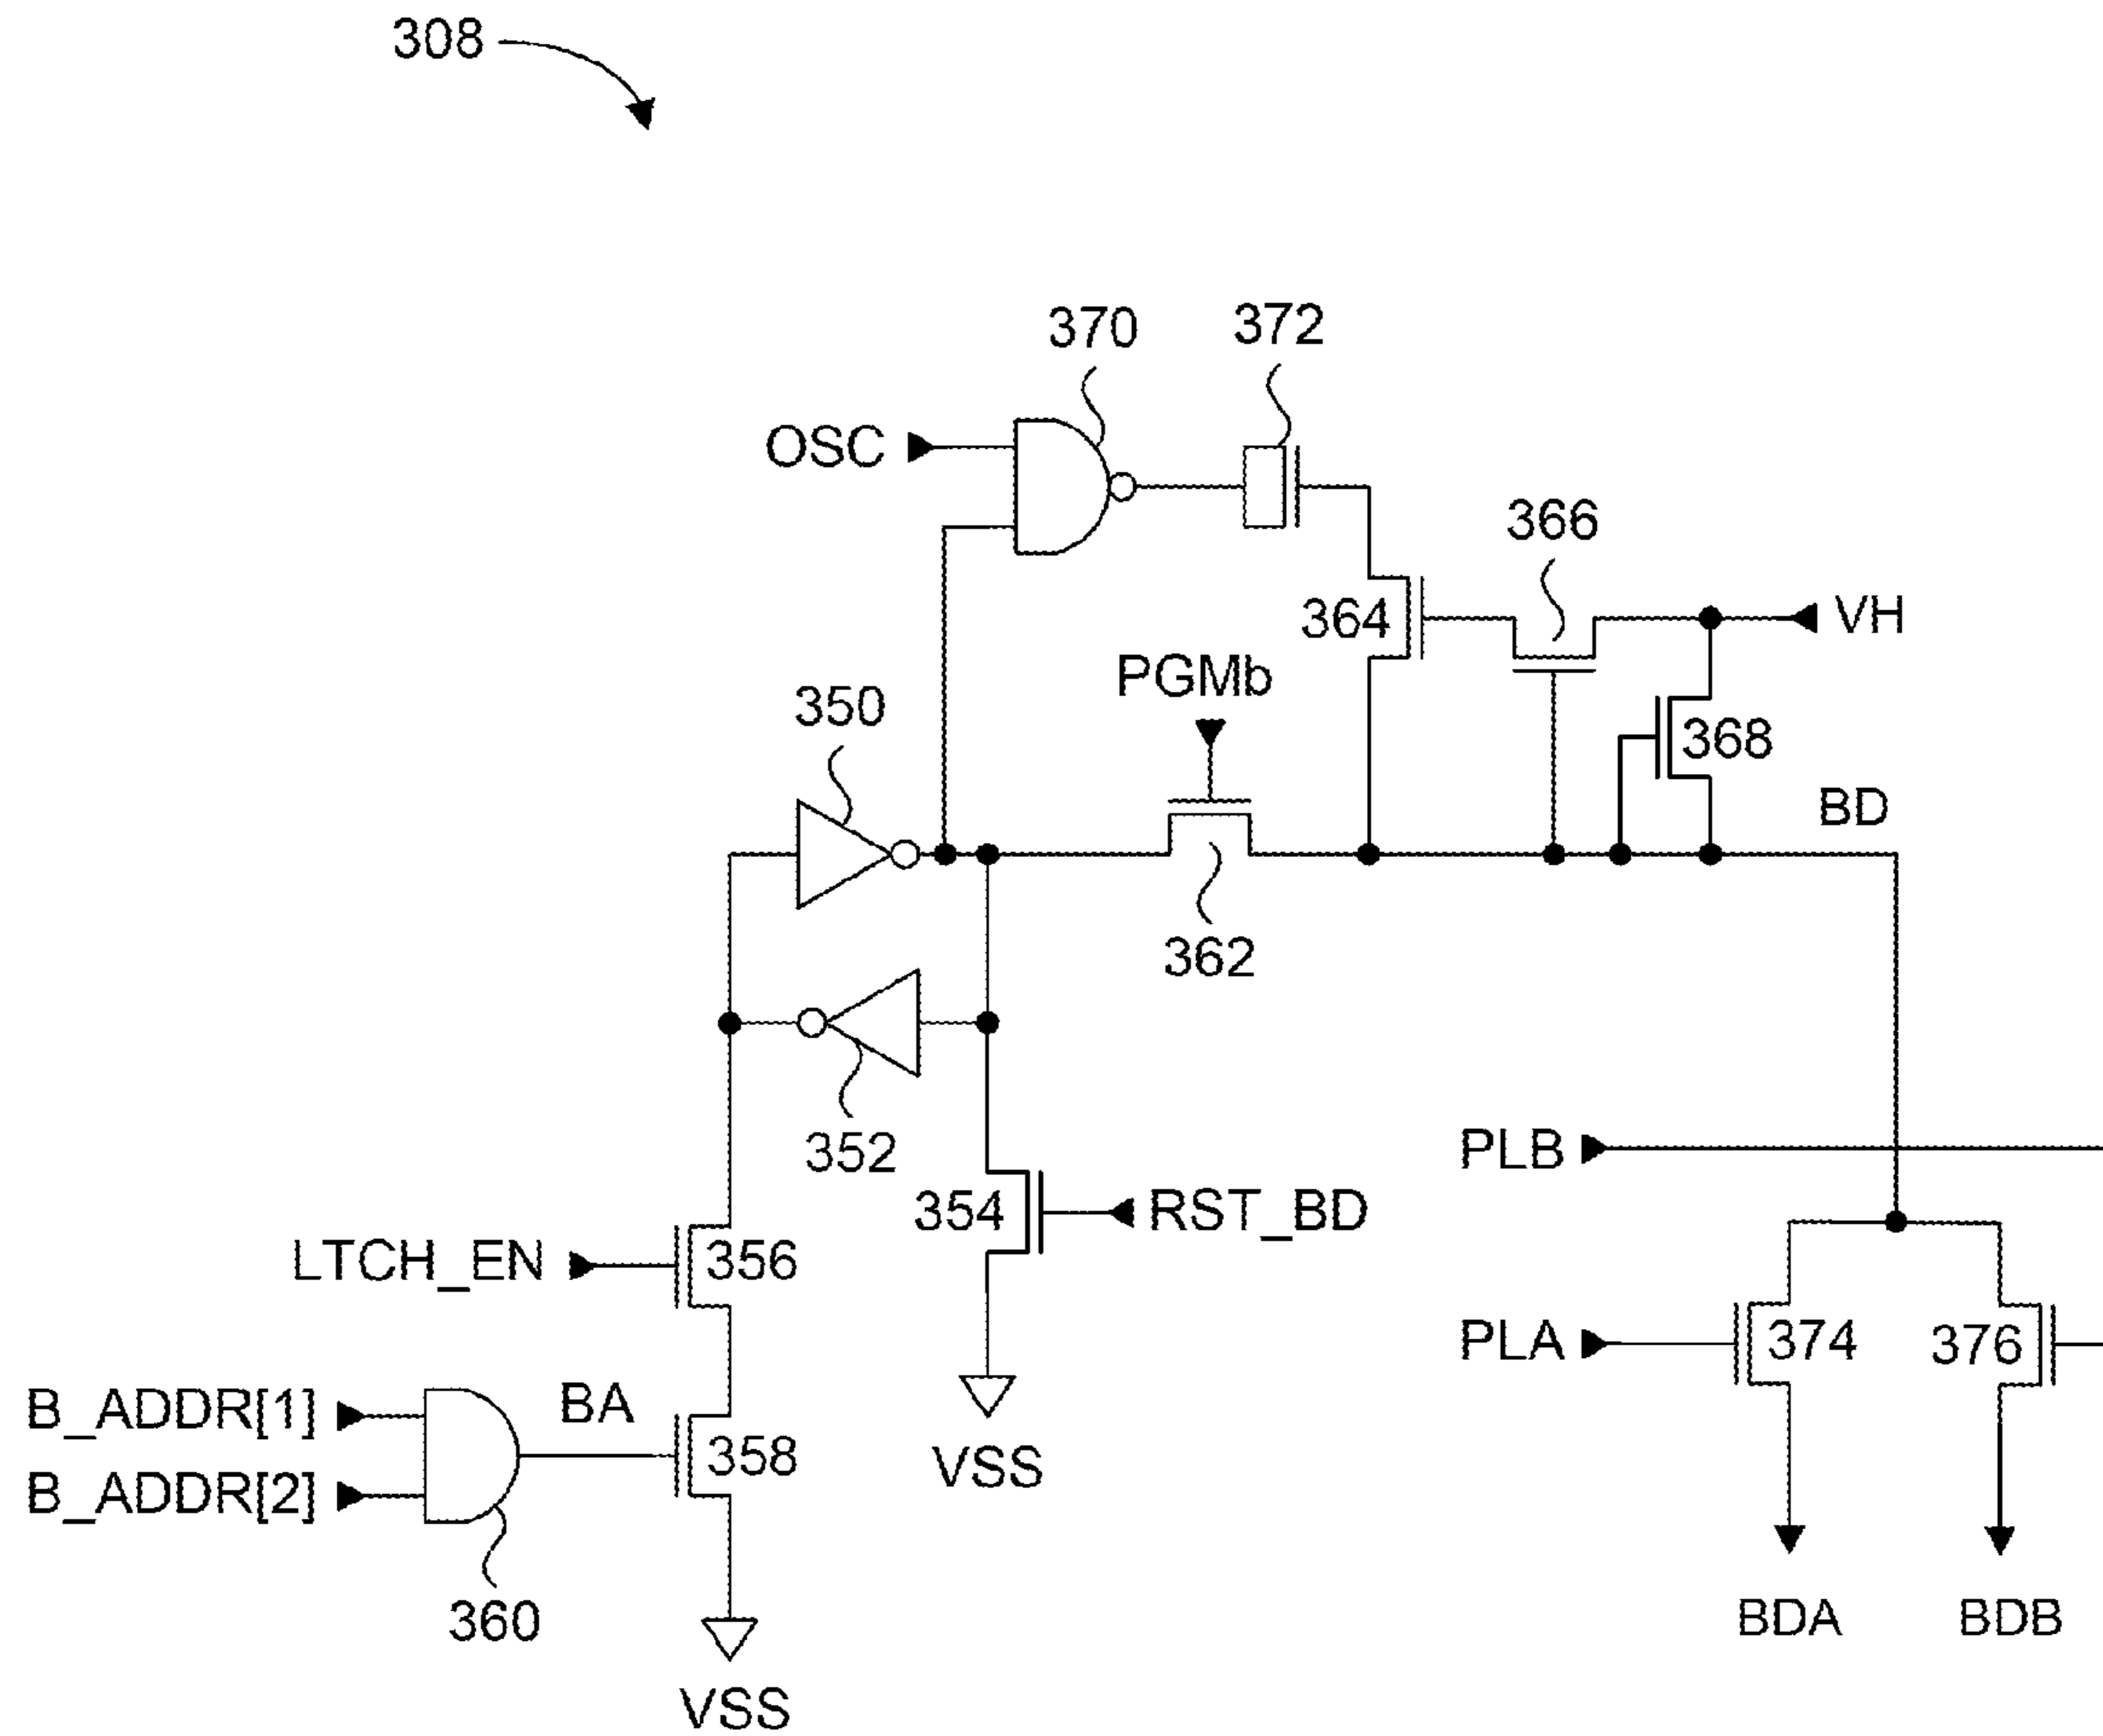 308
370
372
OSC
366
364
VH
PGMb
350
368
BD
362
352
PLB
354
RST_BD
LTCH_EN
356
PLA
374
376
B_ADDR[1]
BA
358
VSS
B_ADDR[2]
360
BDA
BDB
VSS